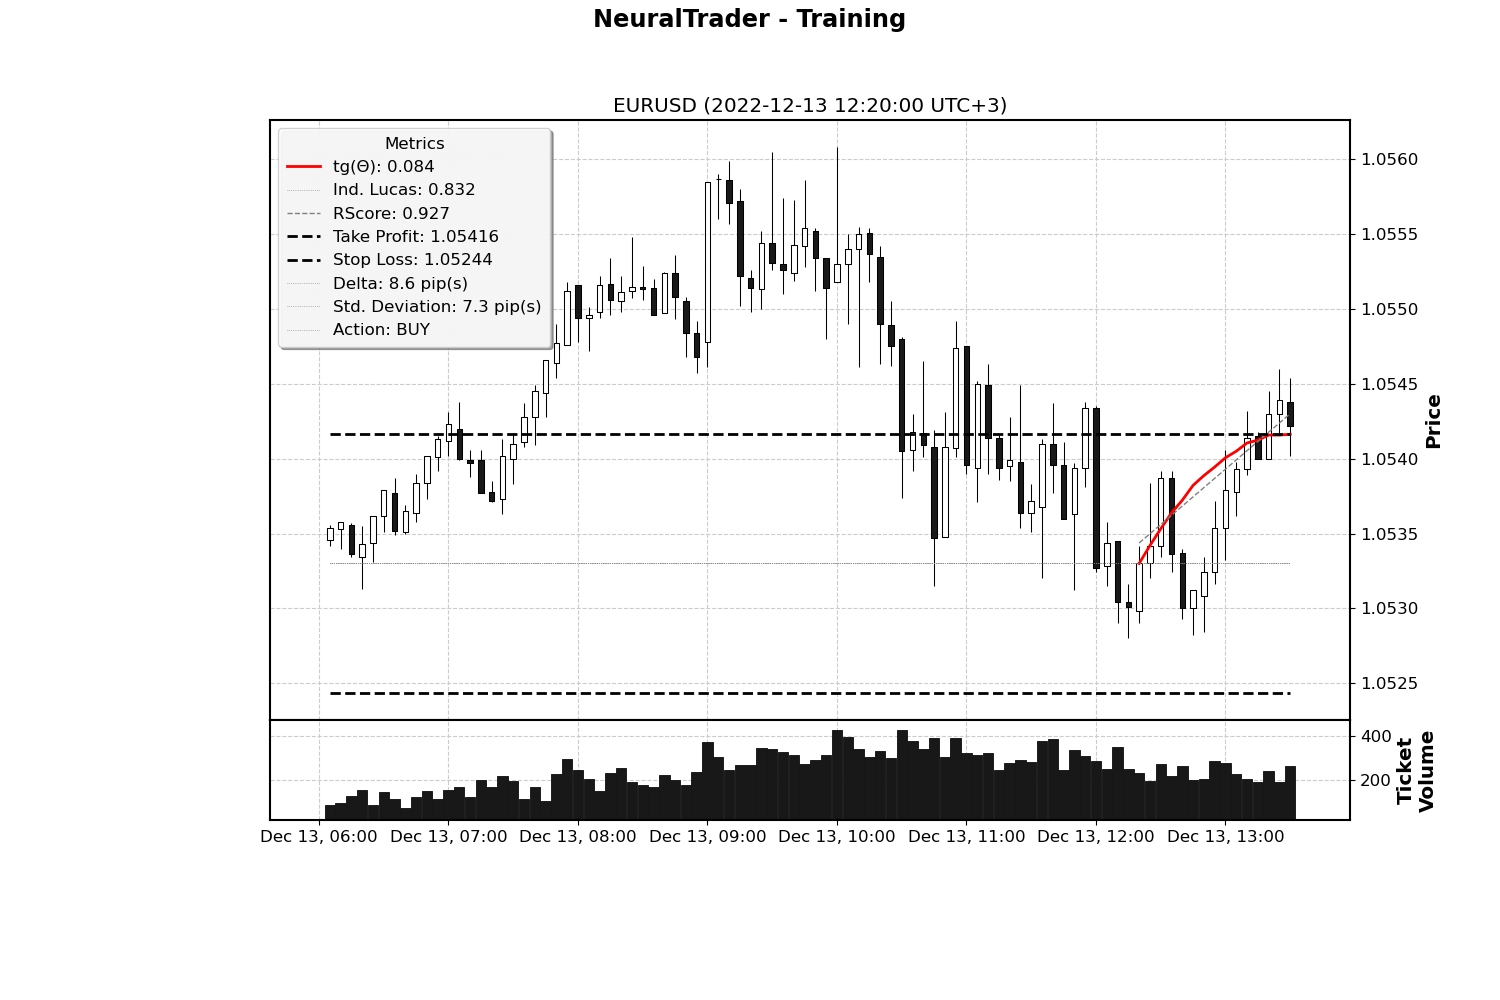 NeuralTrader - Training
EURUSD (2022-12-13 12:20:00 UTC+3)
Metrics
tg(Θ): 0.084
Ind. Lucas: 0.832
RScore: 0.927
Take Profit: 1.05416
Stop Loss: 1.05244
Delta: 8.6 pip(s)
Std. Deviation: 7.3 pip(s)
Action: BUY
1.0560
1.0555
1.0550
1.0545
1.0540
1.0535
1.0530
1.0525
Price
400
200
Ticket
Volume
Dec 13, 06:00 Dec 13, 07:00 Dec 13, 08:00 Dec 13, 09:00 Dec 13, 10:00 Dec 13, 11:00 Dec 13, 12:00 Dec 13, 13:00